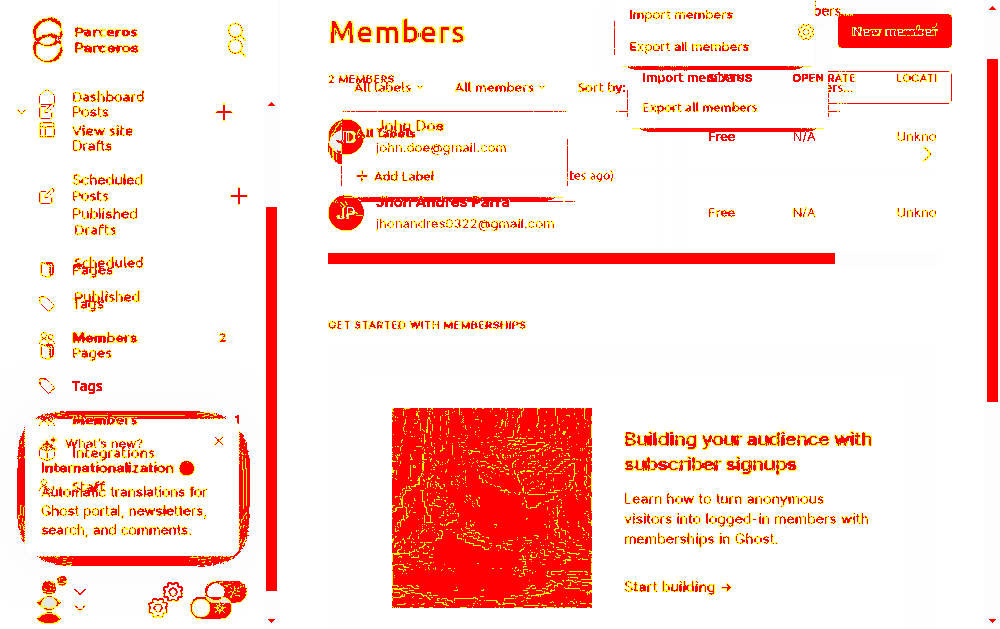 Parceros
Parceros
Dashboard
Posts
View site
Drafts
Scheduled
Posts
Published
Drafts
Scheduled
Pages
Published
Tags
Members 2
Pages
Tags
Members 1
What's new?
Integrations
Internationalization
Staff
Automatic translations for
Ghost portal, newsletters,
search, and comments.
Members
Import members
Export all members
New member
2 MEMBERS
All labels
All members
Sort by:
Import members
STATUS
OPEN RATE
LOCATI
Export all members
All Labels
John Doe
john.doe@gmail.com
Free N/A Unkno
Add Label
tes ago)
Jhon Andres Parra
JP
jhonandres0322@gmail.com
Free N/A Unkno
GET STARTED WITH MEMBERSHIPS
Building your audience with
subscriber signups
Learn how to turn anonymous
visitors into logged-in members with
memberships in Ghost.
Start building →